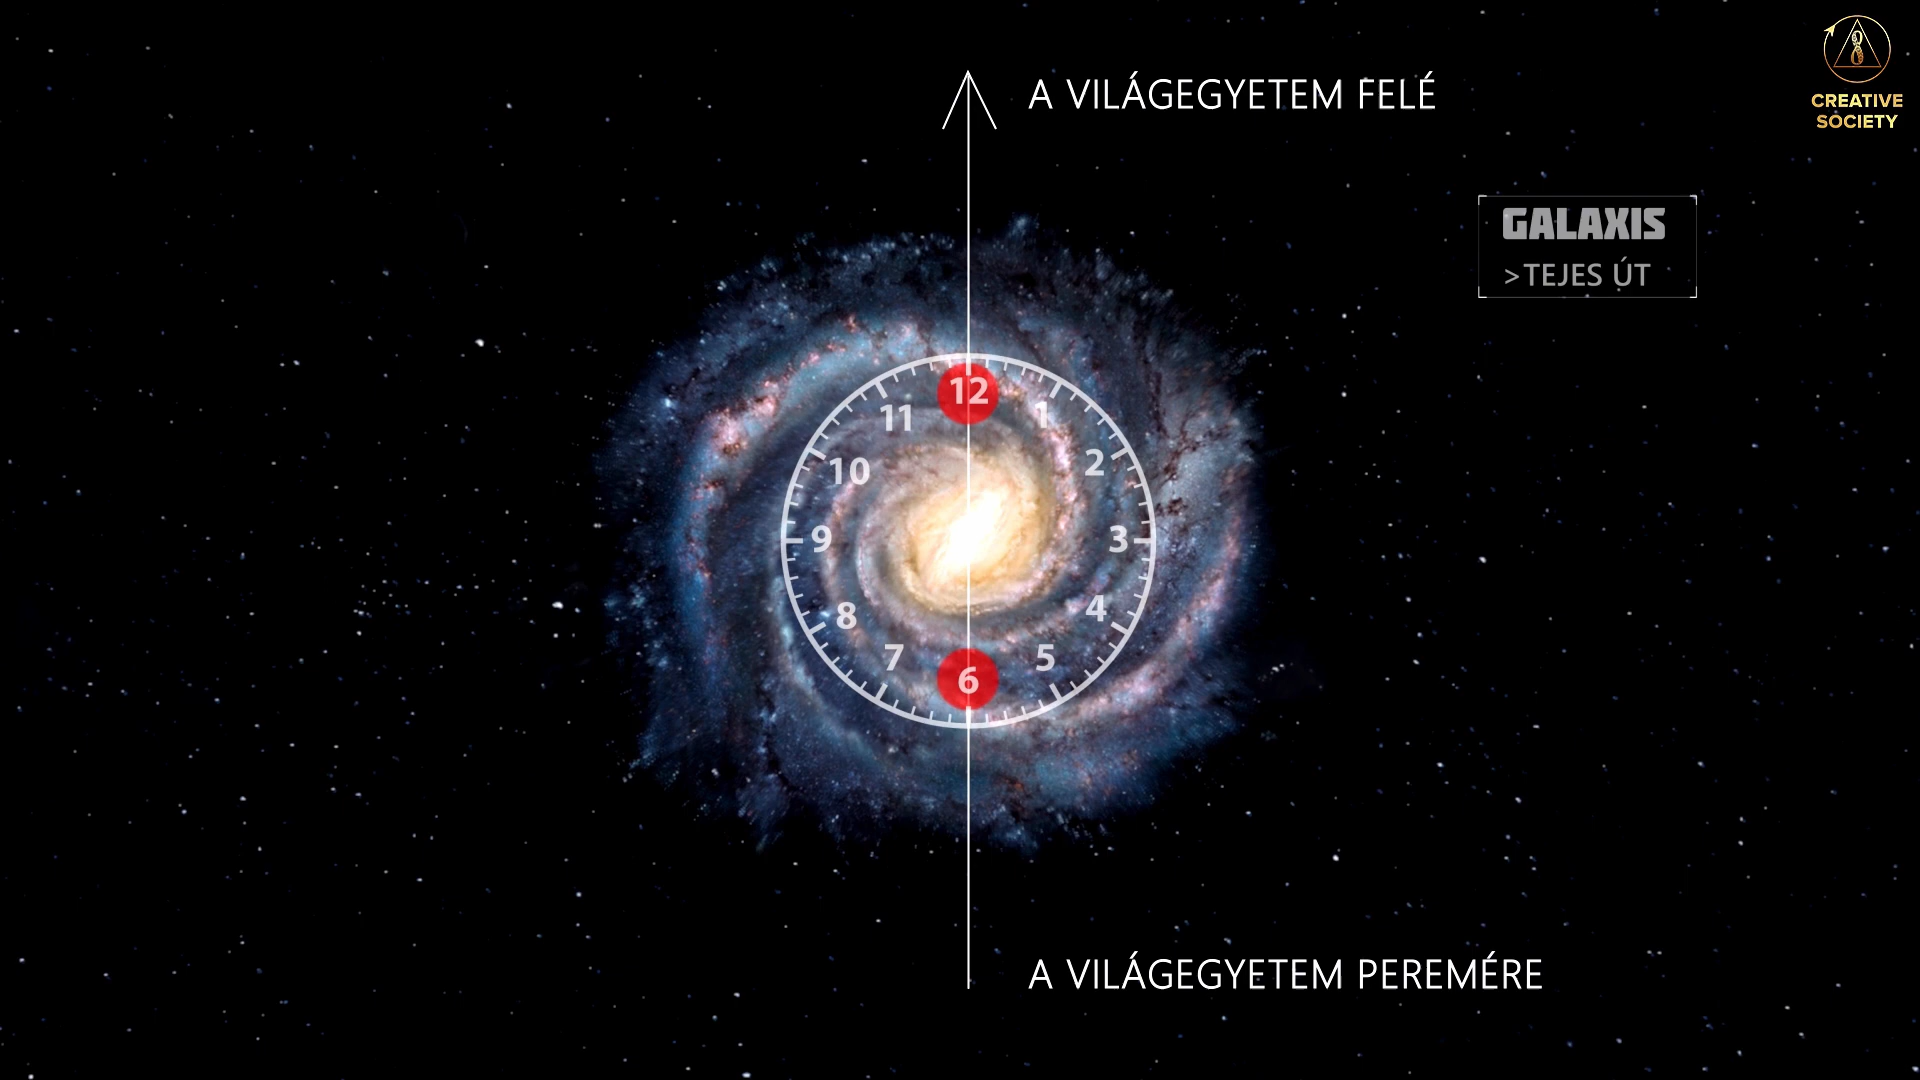 A VILÁGEGYETEM FELÉ
CREATIVE
SOCIETY
GALAXIS
>TEJES ÚT
12
11
1
10
2
9
3
8
4
7
5
6
A VILÁGEGYETEM PEREMÉRE